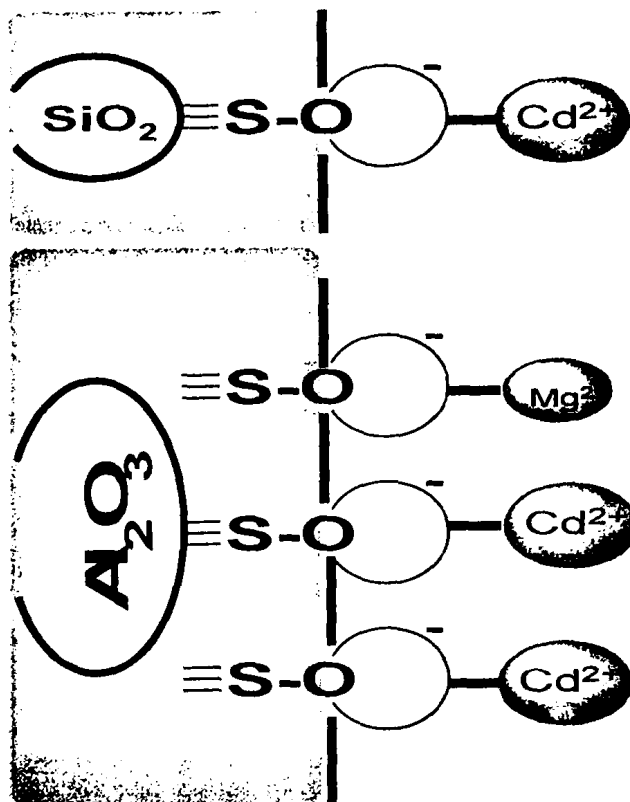 SiO₂ ≡S-O - Cd²⁺
≡S-O - Mg²
Al₂O₃ ≡S-O - Cd²⁺
≡S-O - Cd²⁺